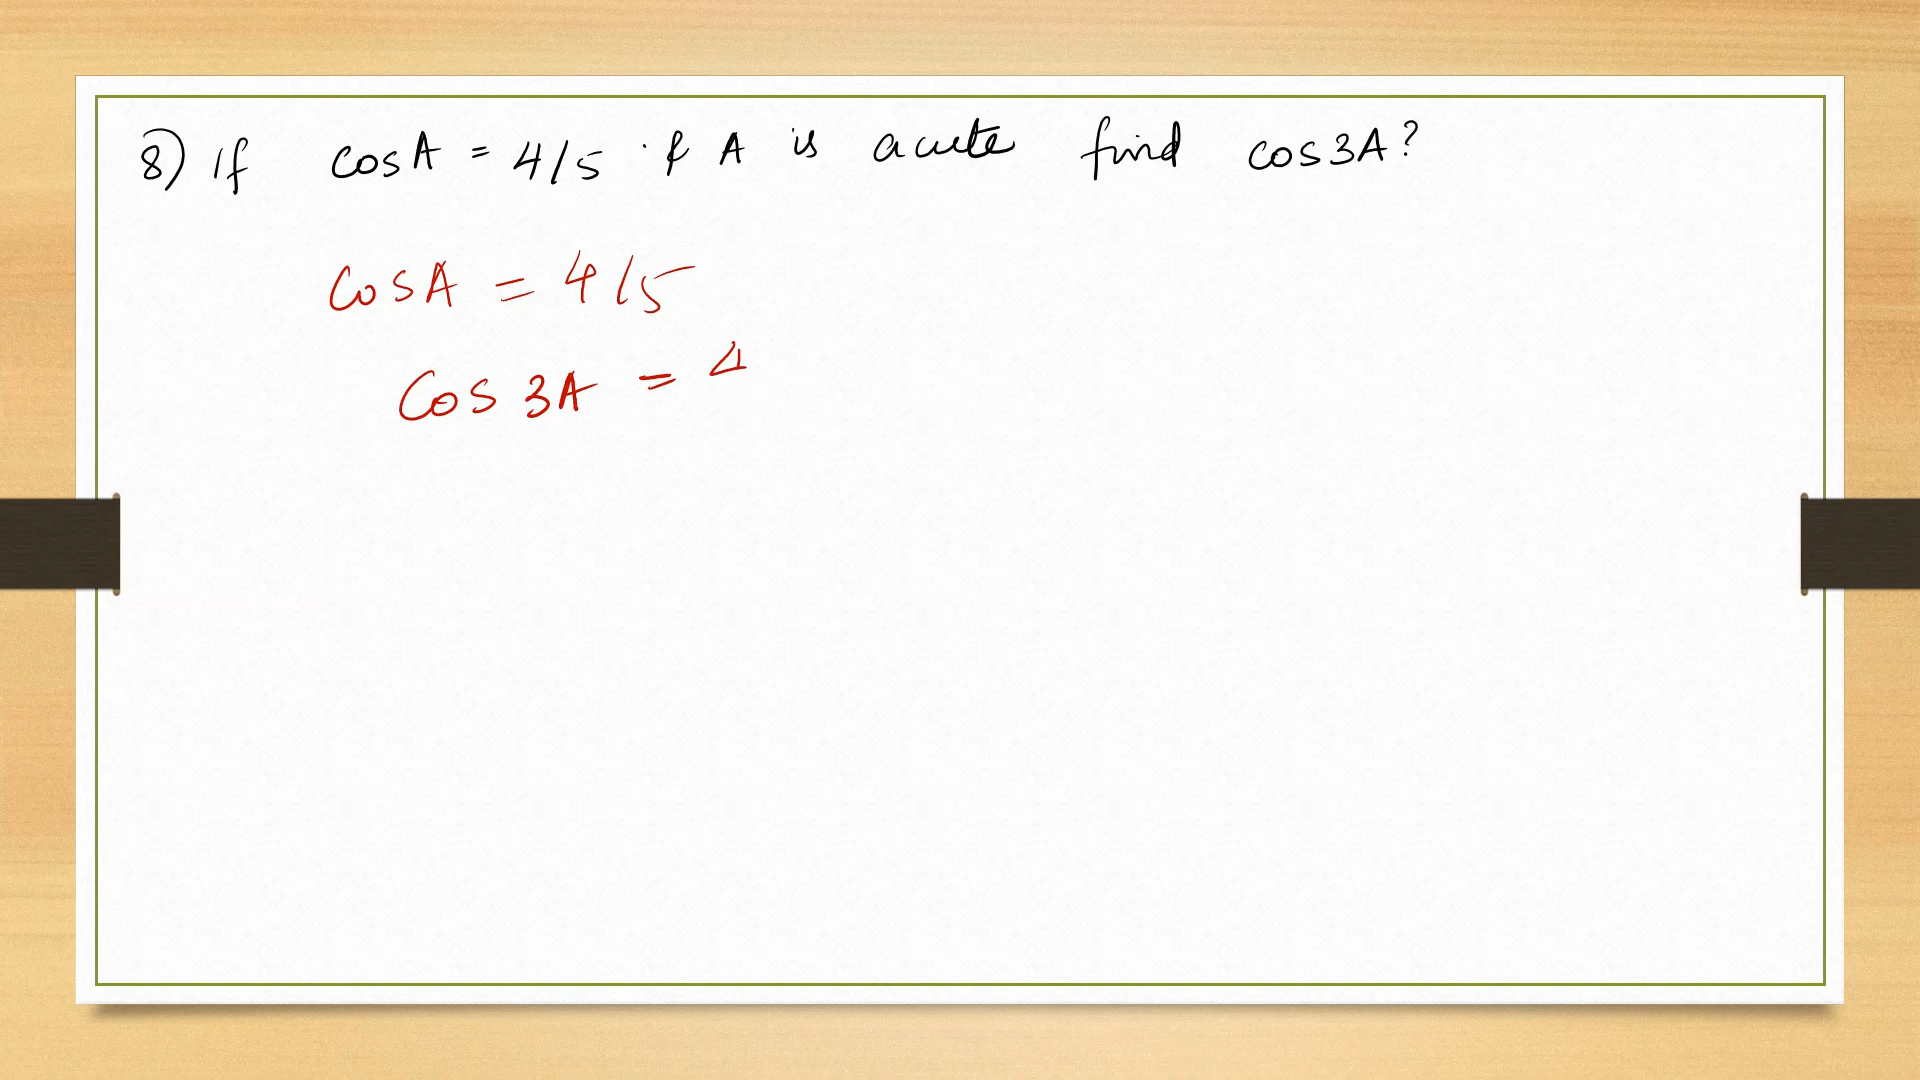 8) If cosA = 4/5 & A is acute find cos3A?
CosA = 4/5
Cos 3A = 4